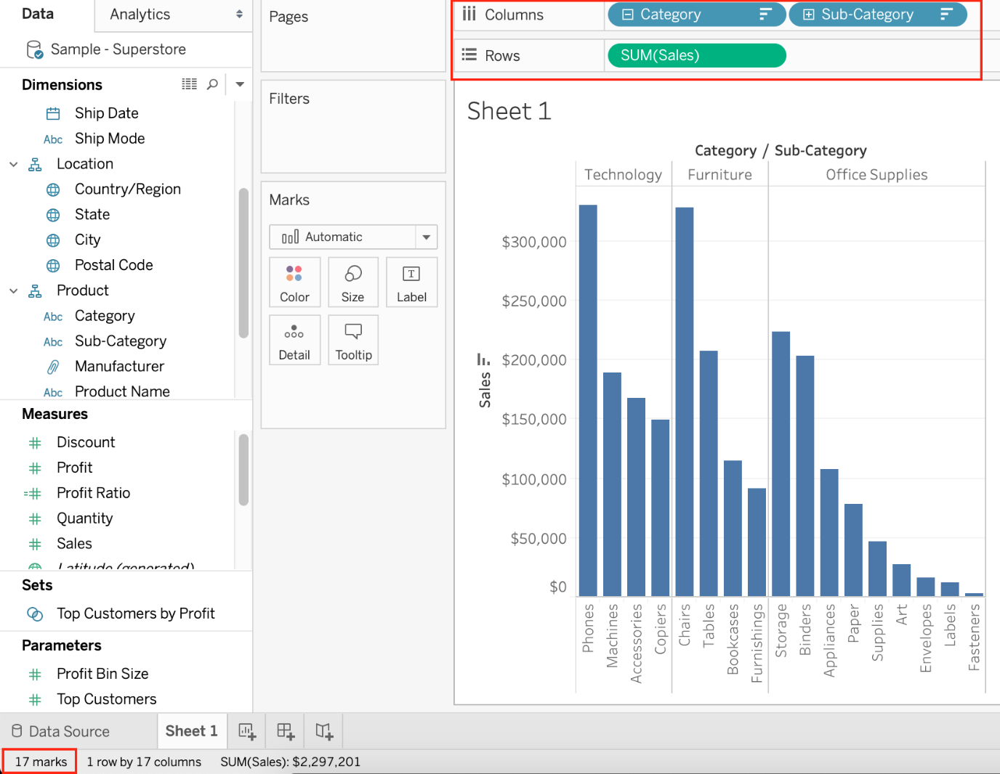 Data
Analytics
Sample - Superstore
Dimensions
Ship Date
Abc Ship Mode
Location
Country/Region
State
City
Postal Code
Product
Abc Category
Abc Sub-Category
Manufacturer
Abc Product Name
Measures
Discount
Profit
=# Profit Ratio
Quantity
Sales
Latitude (generated)
Sets
Top Customers by Profit
Parameters
Profit Bin Size
Top Customers
Pages
Filters
Marks
Automatic
Color Size T Label
Detail Tooltip
Columns Category Sub-Category
Rows SUM(Sales)
Sheet 1
Category / Sub-Category
Technology Furniture Office Supplies
Sales
$300,000
$250,000
$200,000
$150,000
$100,000
$50,000
$0
Phones
Machines
Accessories
Copiers
Chairs
Tables
Bookcases
Furnishings
Storage
Binders
Appliances
Paper
Supplies
Art
Envelopes
Labels
Fasteners
Data Source Sheet 1
17 marks 1 row by 17 columns SUM(Sales): $2,297,201